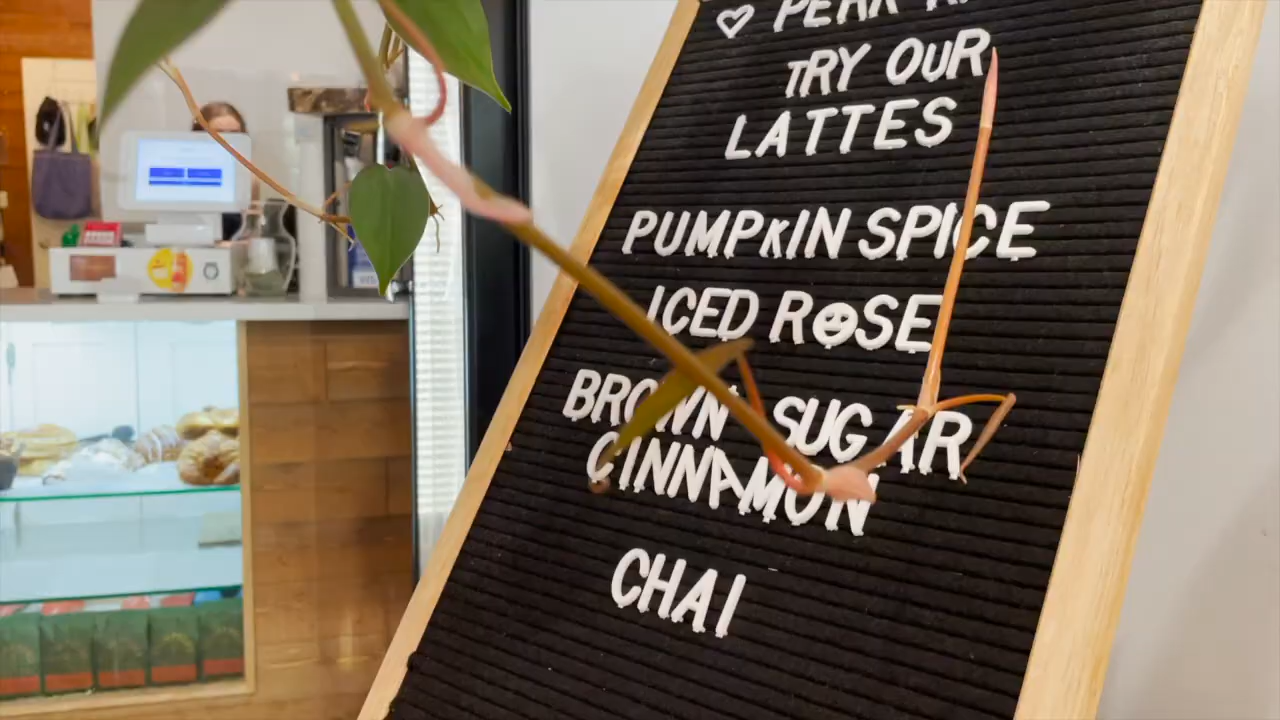 TRY OUR
LATTES
PUMPKIN SPICE
ICED ROSE
BROWN SUGAR
CINNAMON
CHAI